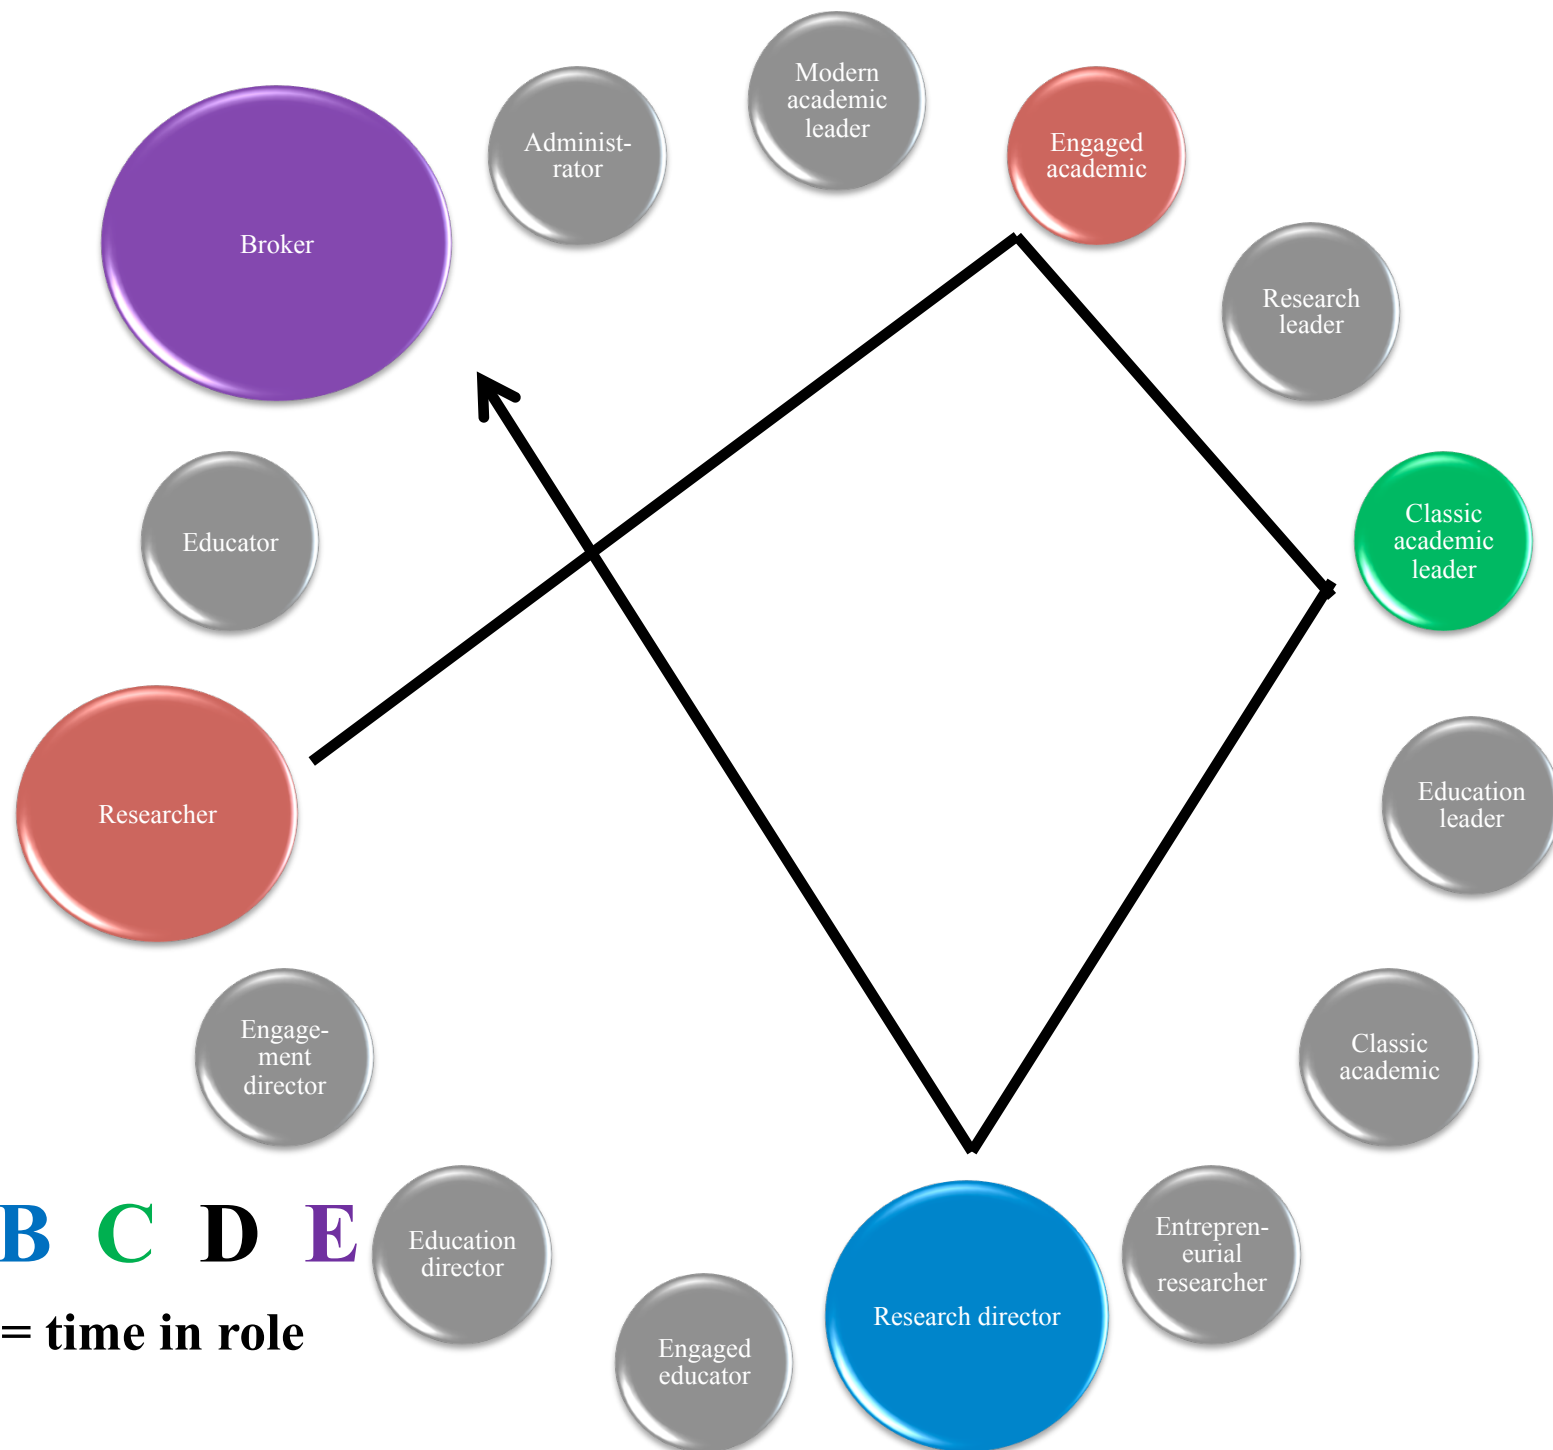 Modern
academic
leader
Administ-
rator
Engaged
academic
Broker
Research
leader
Classic
academic
leader
Educator
Education
leader
Researcher
Engage-
ment
director
Classic
academic
B C D E
= time in role
Education
director
Engaged
educator
Research director
Entrepren-
eurial
researcher